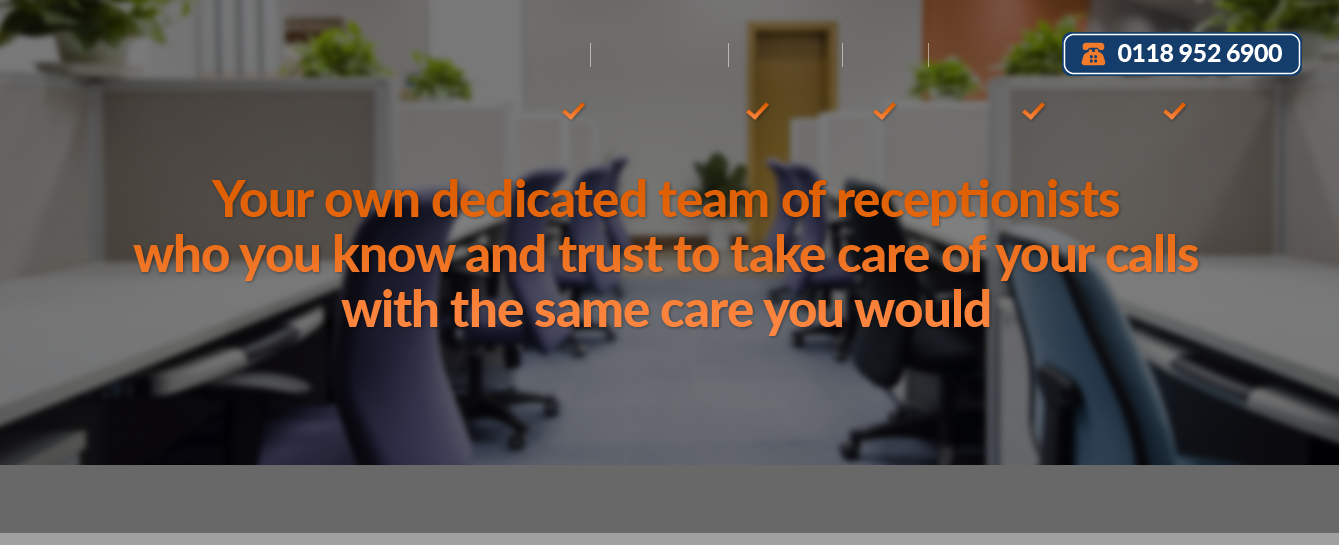 0118 952 6900
Your own dedicated team of receptionists
who you know and trust to take care of your calls
with the same care you would